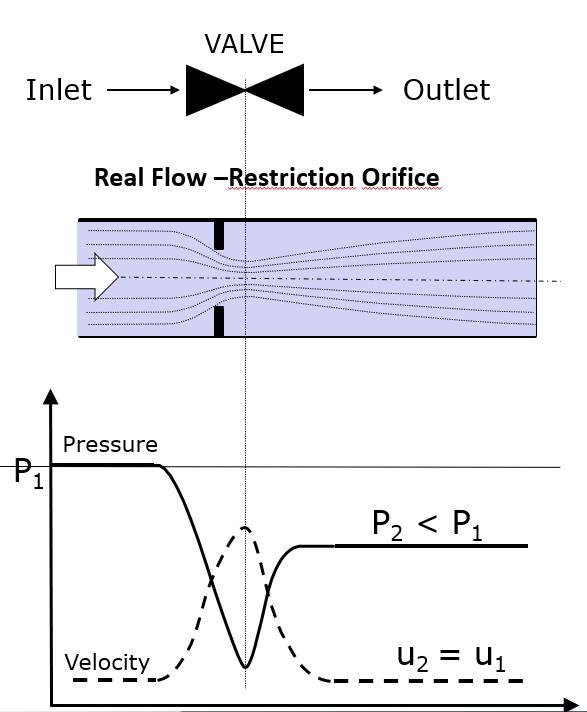 VALVE
Inlet
Outlet
Real Flow –Restriction Orifice
Pressure
P1
P2 < P1
Velocity
u2 = u1